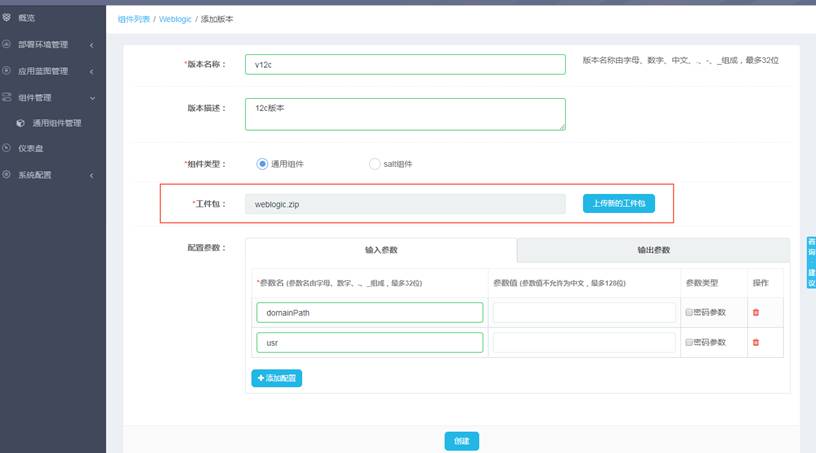 概览
部署环境管理
应用蓝图管理
组件管理
通用组件管理
仪表盘
系统配置
组件列表 / Weblogic / 添加版本
*版本名称： v12c 版本名称由字母、数字、中文、.、-、_组成，最多32位
版本描述： 12c版本
*组件类型： 通用组件 salt组件
*工件包： weblogic.zip 上传新的工件包
配置参数： 输入参数 输出参数
*参数名 (参数名由字母、数字、.、_组成，最多32位) 参数值 (参数值不允许为中文，最多128位) 参数类型 操作
domainPath 密码参数
usr 密码参数
+ 添加配置
创建
咨询·建议